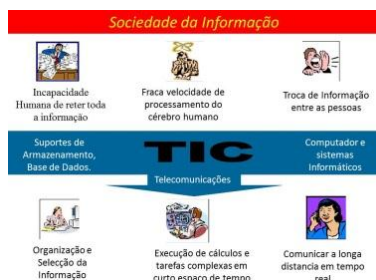 Sociedade da Informação
Incapacidade
Humana de reter toda
a informação
Fraca velocidade de
processamento do
cérebro humano
Troca de Informação
entre as pessoas
Suportes de
Armazenamento,
Base de Dados.
TIC
Computador e
sistemas
Informáticos
Telecomunicações
Organização e
Selecção da
Informação
Execução de cálculos e
tarefas complexas em
curto espaço de tempo
Comunicar a longa
distancia em tempo
real